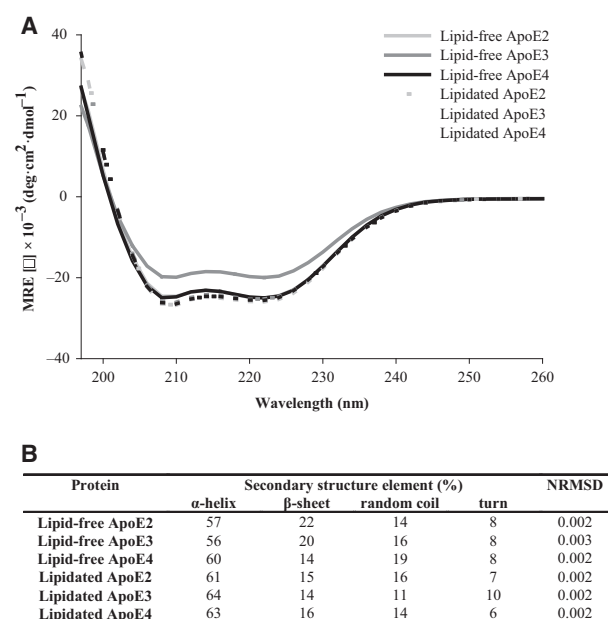 A
40
20
0
−20
−40
MRE [□] × 10−3 (deg·cm2·dmol−1)
200 210 220 230 240 250 260
Wavelength (nm)
Lipid-free ApoE2
Lipid-free ApoE3
Lipid-free ApoE4
Lipidated ApoE2
Lipidated ApoE3
Lipidated ApoE4
B
Protein Secondary structure element (%) NRMSD
α-helix β-sheet random coil turn
Lipid-free ApoE2 57 22 14 8 0.002
Lipid-free ApoE3 56 20 16 8 0.003
Lipid-free ApoE4 60 14 19 8 0.002
Lipidated ApoE2 61 15 16 7 0.002
Lipidated ApoE3 64 14 11 10 0.002
Lipidated ApoE4 63 16 14 6 0.002